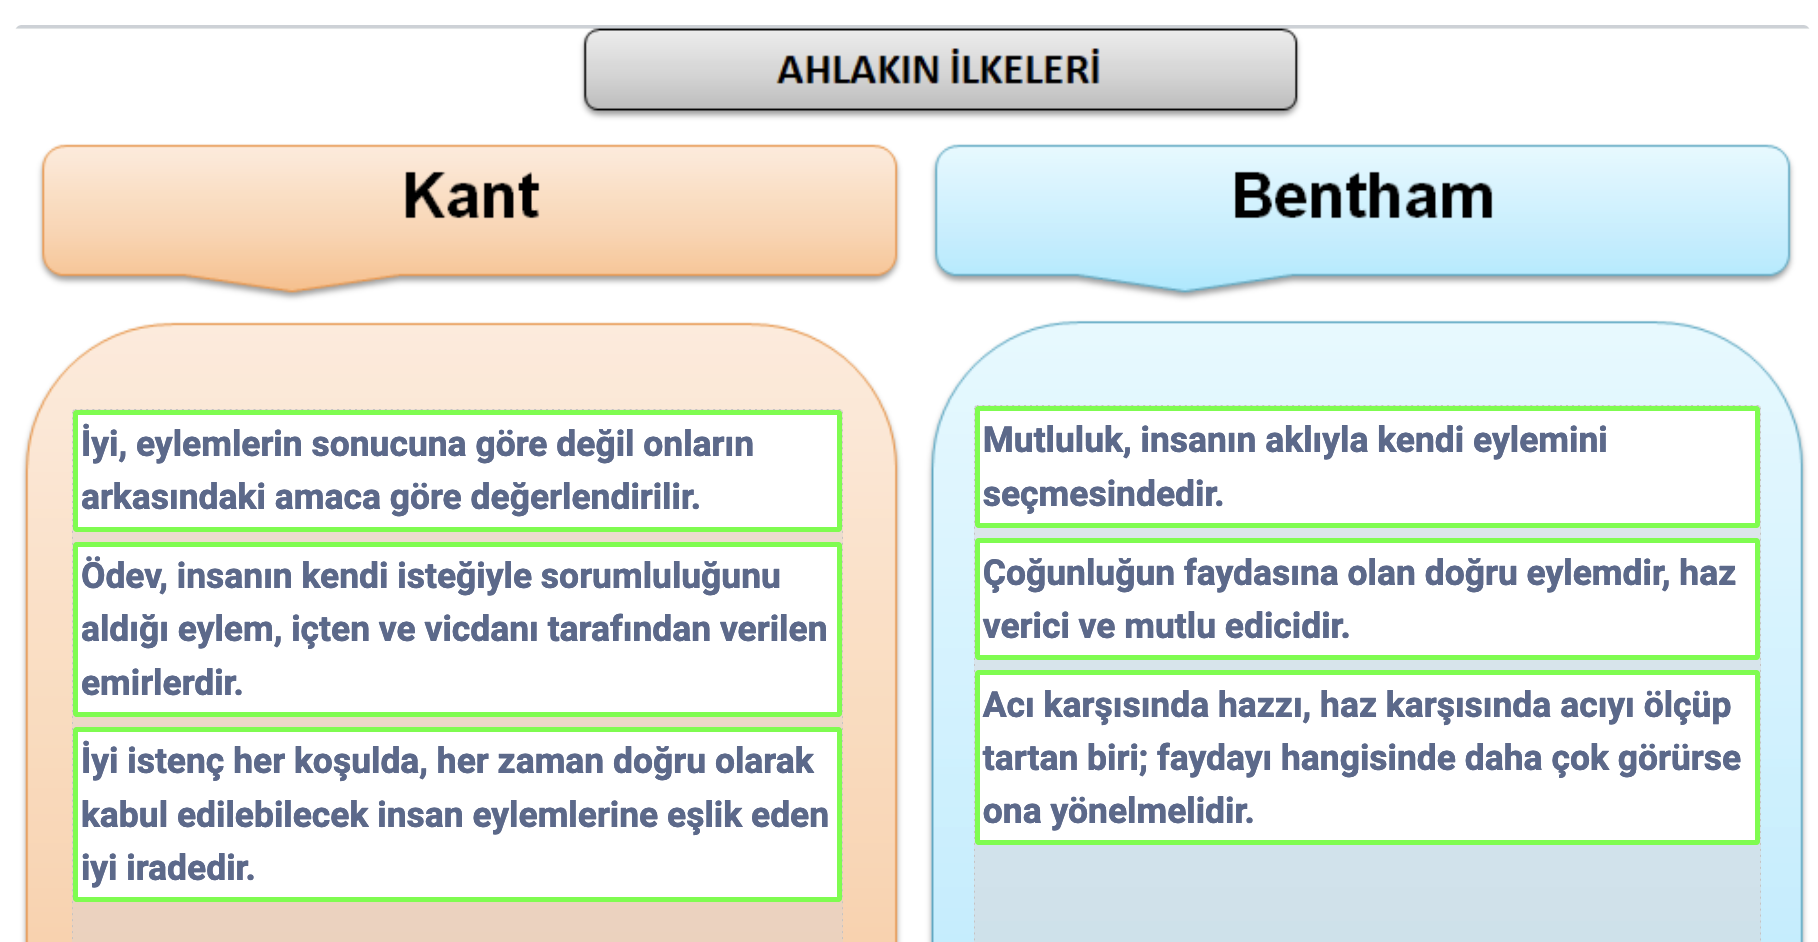 AHLAKIN İLKELERİ
Kant
İyi, eylemlerin sonucuna göre değil onların
arkasındaki amaca göre değerlendirilir.
Ödev, insanın kendi isteğiyle sorumluluğunu
aldığı eylem, içten ve vicdanı tarafından verilen
emirlerdir.
İyi istenç her koşulda, her zaman doğru olarak
kabul edilebilecek insan eylemlerine eşlik eden
iyi iradedir.
Bentham
Mutluluk, insanın aklıyla kendi eylemini
seçmesindedir.
Çoğunluğun faydasına olan doğru eylemdir, haz
verici ve mutlu edicidir.
Acı karşısında hazzı, haz karşısında acıyı ölçüp
tartan biri; faydayı hangisinde daha çok görürse
ona yönelmelidir.